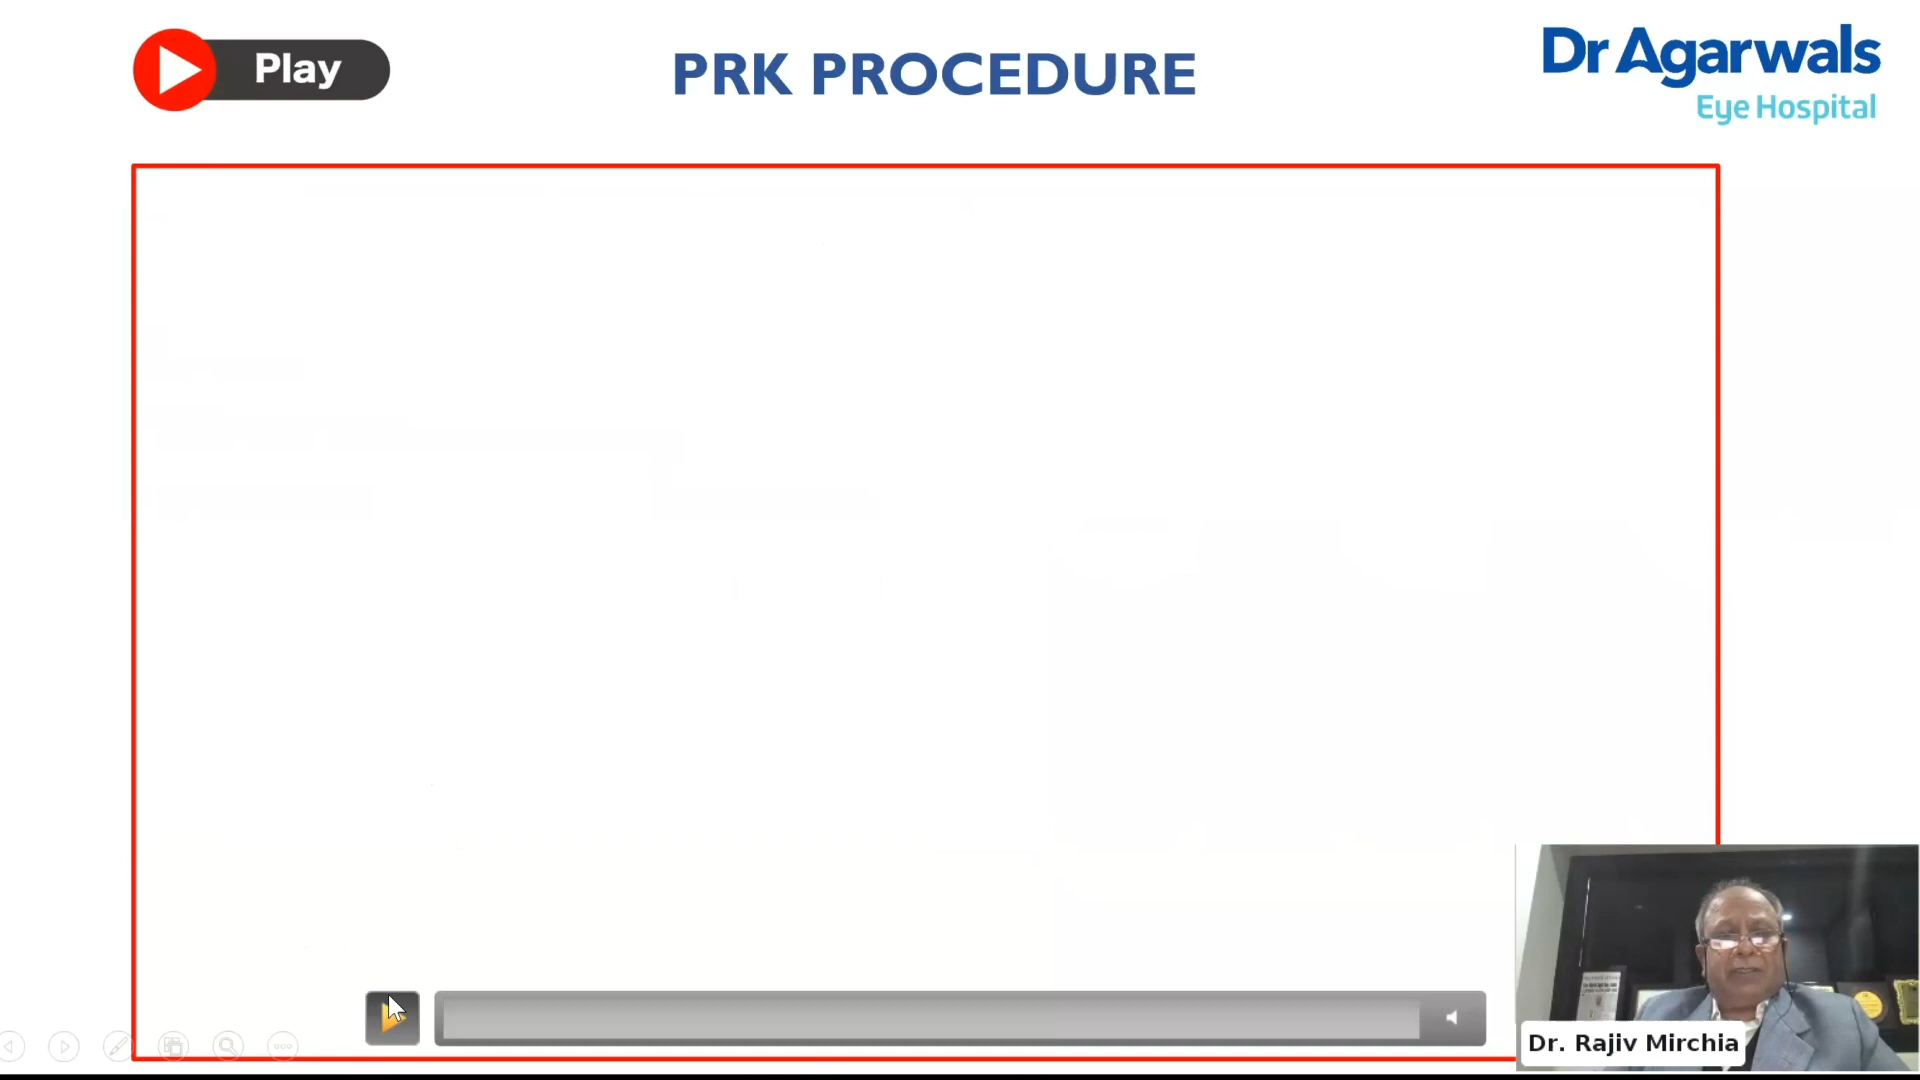 Play
PRK PROCEDURE
Dr Agarwals
Eye Hospital
Dr. Rajiv Mirchia